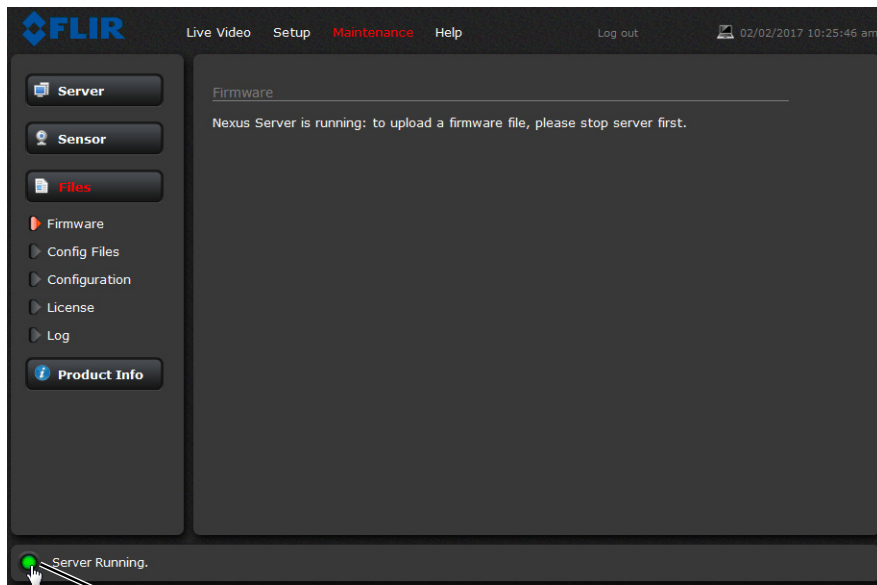 FLIR
Live Video Setup Maintenance Help Log out 02/02/2017 10:25:46 am
Server
Sensor
Files
Firmware
Config Files
Configuration
License
Log
Product Info
Firmware
Nexus Server is running: to upload a firmware file, please stop server first.
Server Running.